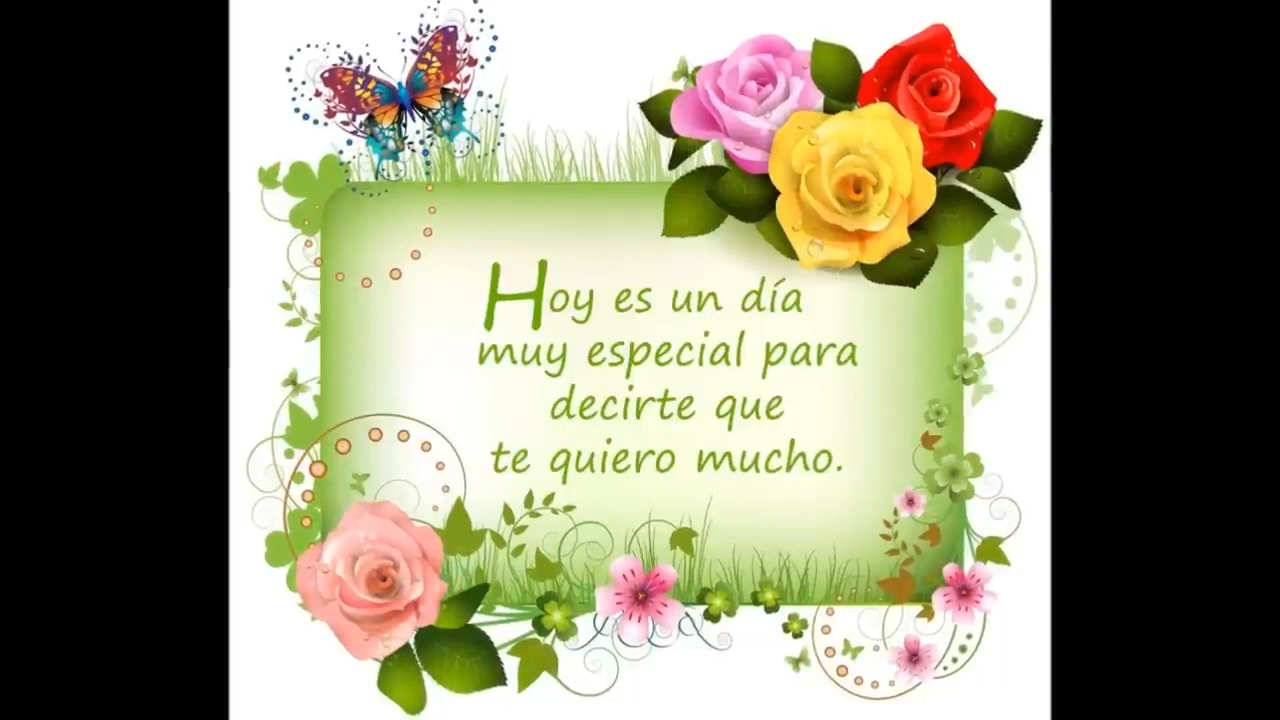 Hoy es un día
muy especial para
decirte que
te quiero mucho.